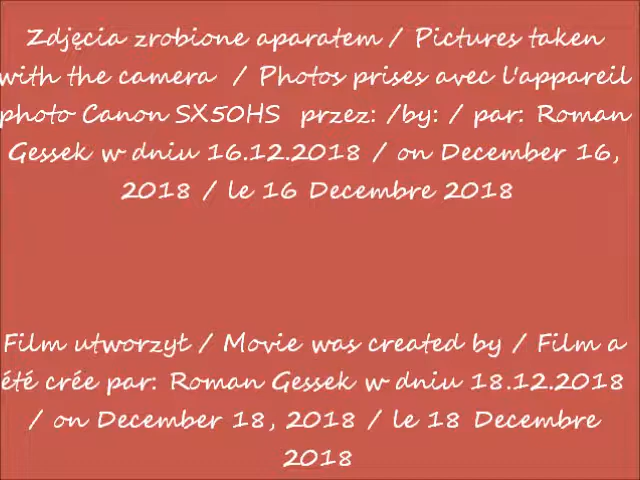 Zdjęcia zrobione aparatem / Pictures taken
with the camera / Photos prises avec l'appareil
photo Canon SX50HS przez: /by: / par: Roman
Gessek w dniu 16.12.2018 / on December 16,
2018 / le 16 Decembre 2018
Film utworzył / Movie was created by / Film a
été crée par: Roman Gessek w dniu 18.12.2018
/ on December 18, 2018 / le 18 Decembre
2018